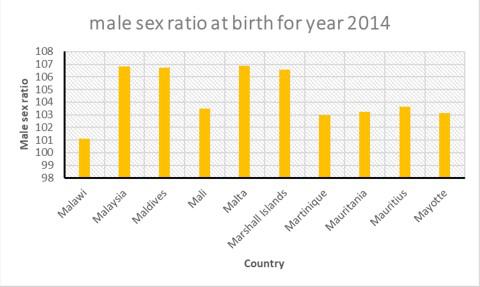 male sex ratio at birth for year 2014
108
107
106
105
104
103
102
101
100
99
98
Male sex ratio
Malawi
Malaysia
Maldives
Mali
Malta
Marshall Islands
Martinique
Mauritania
Mauritius
Mayotte
Country